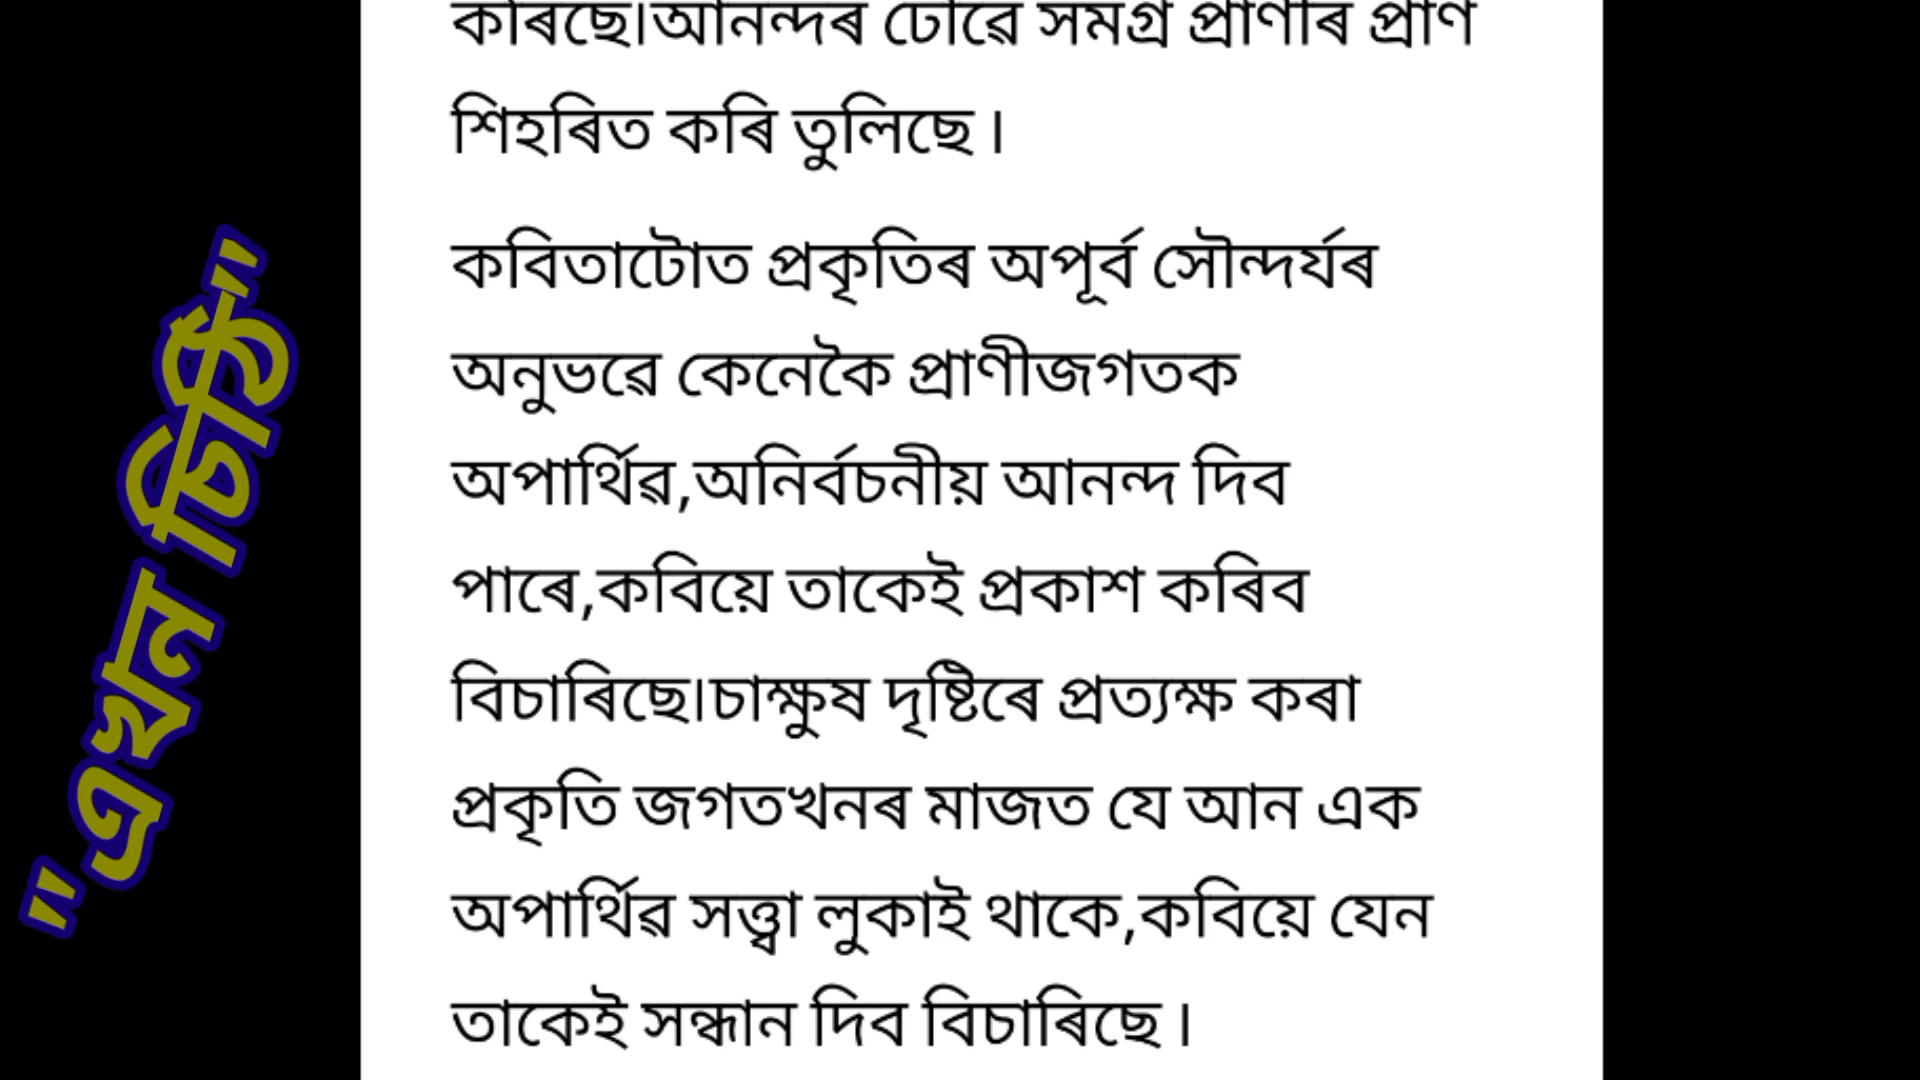 কৰিছে।আনন্দৰ ঢৌৱে সমগ্ৰ প্ৰাণীৰ প্ৰাণ
শিহৰিত কৰি তুলিছে ।
কবিতাটোত প্ৰকৃতিৰ অপূৰ্ব সৌন্দৰ্যৰ
অনুভৱে কেনেকৈ প্ৰাণীজগতক
অপাৰ্থিৱ,অনিৰ্বচনীয় আনন্দ দিব
পাৰে,কবিয়ে তাকেই প্ৰকাশ কৰিব
বিচাৰিছে।চাক্ষুষ দৃষ্টিৰে প্ৰত্যক্ষ কৰা
প্ৰকৃতি জগতখনৰ মাজত যে আন এক
অপাৰ্থিৱ সত্ত্বা লুকাই থাকে,কবিয়ে যেন
তাকেই সন্ধান দিব বিচাৰিছে ।
"এখন চিঠি"